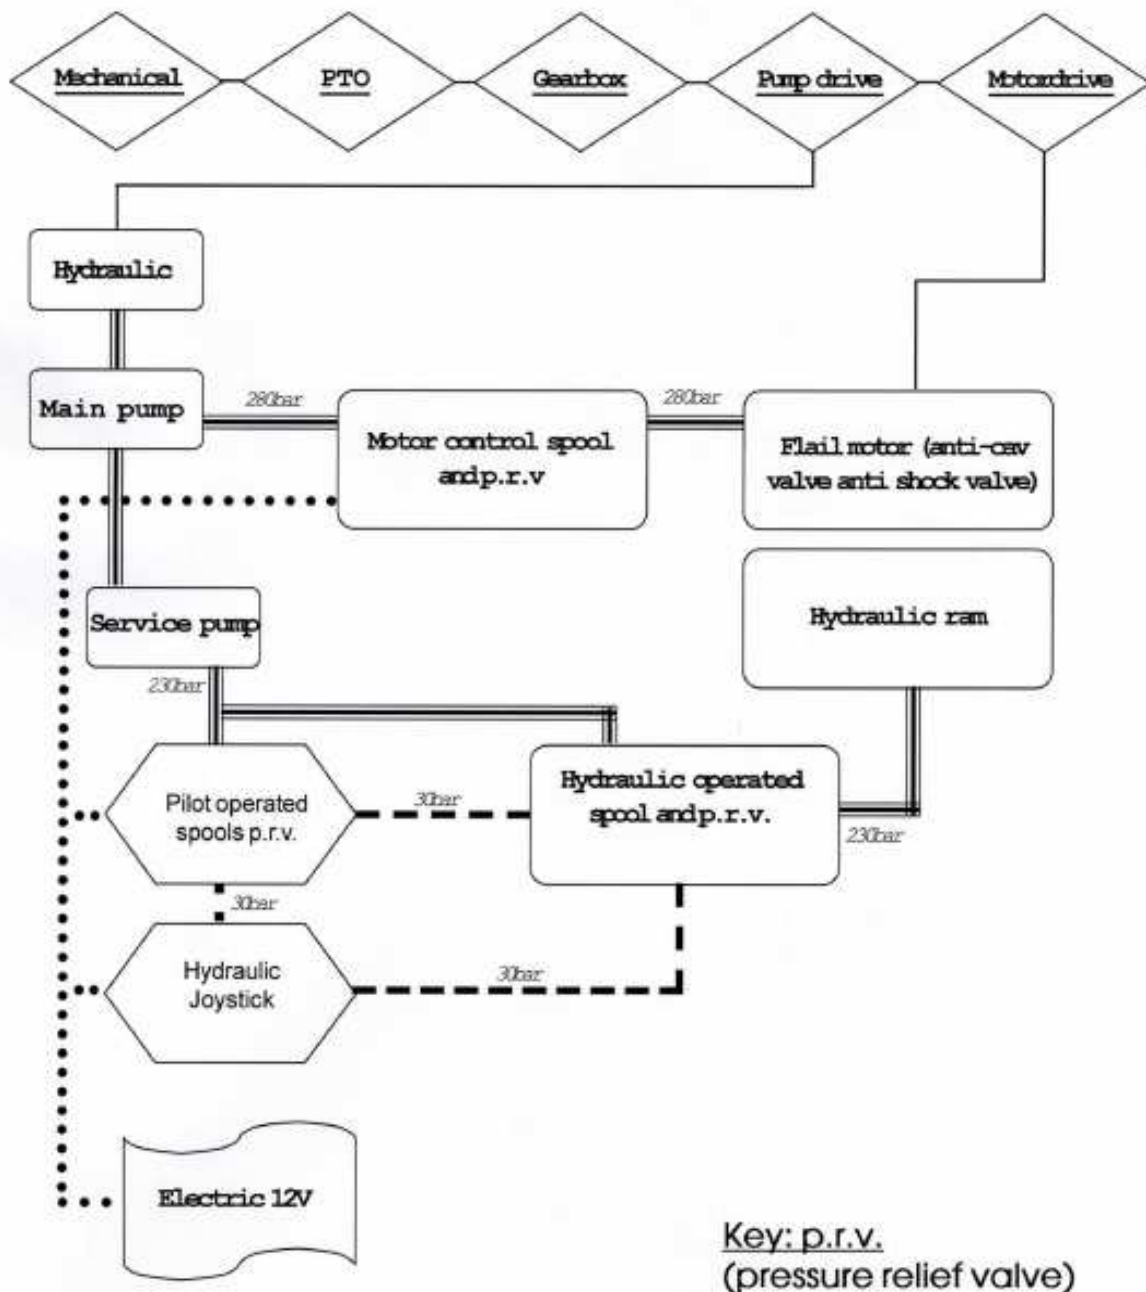 Mechanical
PTO
Gearbox
Pump drive
Motordrive
Hydraulic
Main pump
280bar
Motor control spool
and p.r.v
280bar
Flail motor (anti-cav
valve anti shock valve)
Service pump
Hydraulic ram
230bar
Pilot operated
spools p.r.v.
30bar
Hydraulic operated
spool and p.r.v.
230bar
30bar
Hydraulic
Joystick
30bar
Electric 12V
Key: p.r.v.
(pressure relief valve)